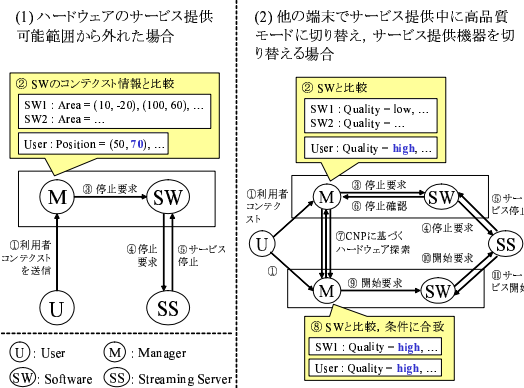 (1) ハードウェアのサービス提供
可能範囲から外れた場合
② SWのコンテクスト情報と比較
SW1 : Area = (10, -20), (100, 60), ...
SW2 : Area = ...
User : Position = (50, 70), ...
M
③ 停止要求
SW
①利用者
コンテクスト
を送信
④停止
要求
⑤サービス
停止
U
SS
(2) 他の端末でサービス提供中に高品質
モードに切り替え，サービス提供機器を切
り替える場合
② SWと比較
SW1 : Quality = low, ...
SW2 : Quality = ...
User : Quality = high, ...
①利用者
コンテク
スト
M
③ 停止要求
⑥ 停止確認
SW
⑤サー
ビス停止
④停止要求
U
⑦CNPに基づく
ハードウェア探索
SS
⑩開始要求
①
M
⑨ 開始要求
SW
⑪サー
ビス開始
⑧ SWと比較，条件に合致
SW1 : Quality = high, ...
User : Quality = high, ...
U : User
M : Manager
SW : Software
SS : Streaming Server